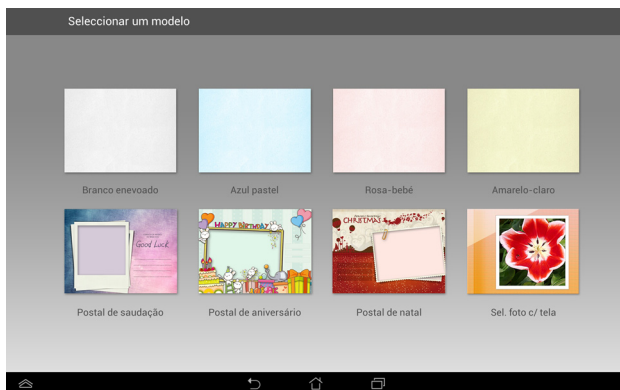 Seleccionar um modelo
Branco enevoado
Azul pastel
Rosa-bebé
Amarelo-claro
Good Luck
HAPPY BIRTHDAY
CHRISTMAS
Postal de saudação
Postal de aniversário
Postal de natal
Sel. foto c/ tela